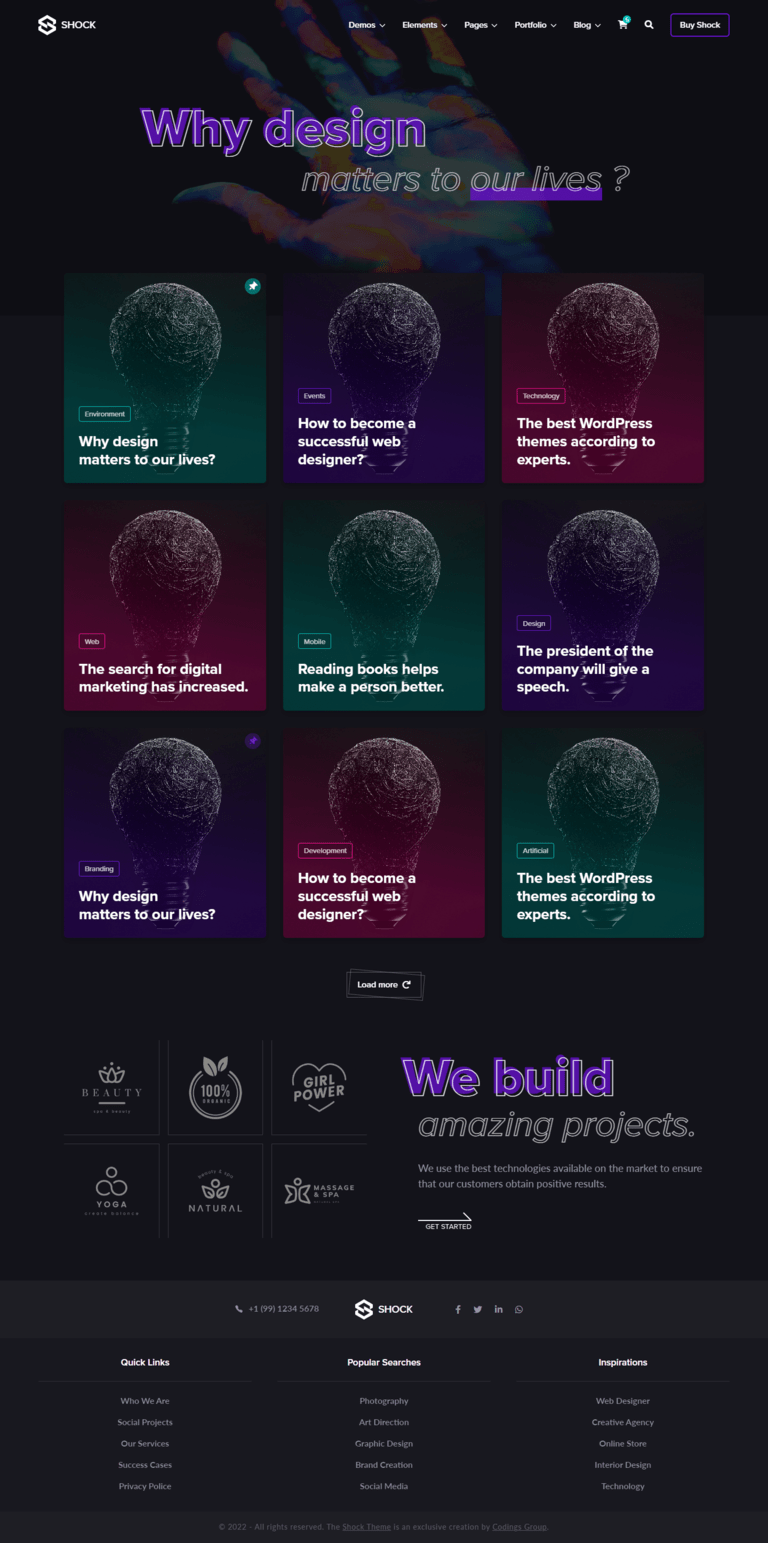 SHOCK
Demos Elements Pages Portfolio Blog Buy Shock
Why design
matters to our lives ?
Environment
Why design
matters to our lives?
Events
How to become a
successful web
designer?
Technology
The best WordPress
themes according to
experts.
Web
The search for digital
marketing has increased.
Mobile
Reading books helps
make a person better.
Design
The president of the
company will give a
speech.
Branding
Why design
matters to our lives?
Development
How to become a
successful web
designer?
Artificial
The best WordPress
themes according to
experts.
Load more
BEAUTY
spa & beauty
100%
ORGANIC
GIRL
POWER
YOGA
create balance
beauty & spa
NATURAL
MASSAGE
& SPA
We build
amazing projects.
We use the best technologies available on the market to ensure
that our customers obtain positive results.
GET STARTED
+1 (99) 1234 5678
SHOCK
Quick Links
Who We Are
Social Projects
Our Services
Success Cases
Privacy Police
Popular Searches
Photography
Art Direction
Graphic Design
Brand Creation
Social Media
Inspirations
Web Designer
Creative Agency
Online Store
Interior Design
Technology
© 2022 - All rights reserved. The Shock Theme is an exclusive creation by Codings Group.